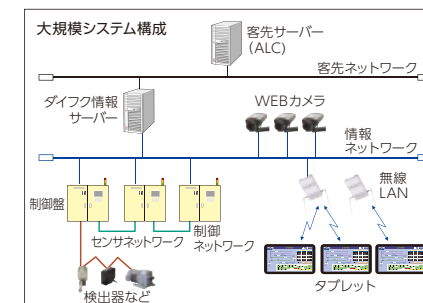 大規模システム構成
客先サーバー
(ALC)
客先ネットワーク
ダイフク情報
サーバー
WEBカメラ
情報
ネットワーク
無線
LAN
制御盤
センサネットワーク
制御
ネットワーク
タブレット
検出器など